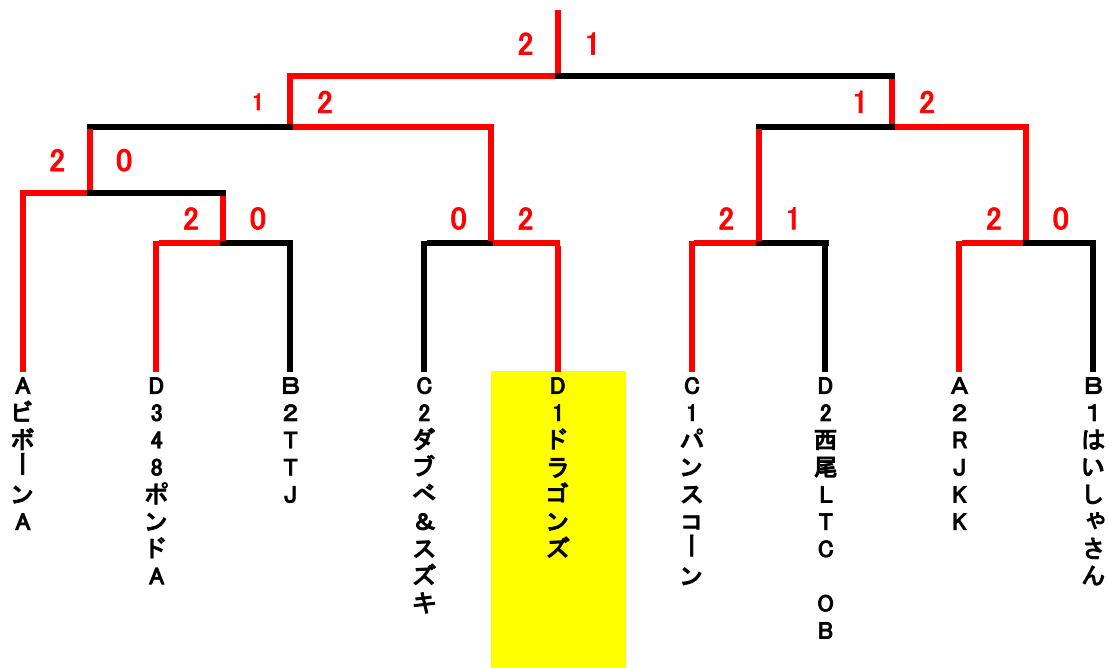 2 1
1 2
1 2
2 0
2 0
0 2
2 1
2 0
AビボーンA
D348ポンドA
B2TTJ
C2ダブベ&スズキ
D1ドラゴンズ
C1パンスコーン
D2西尾LTC OB
A2RJKK
B1はいしゃさん